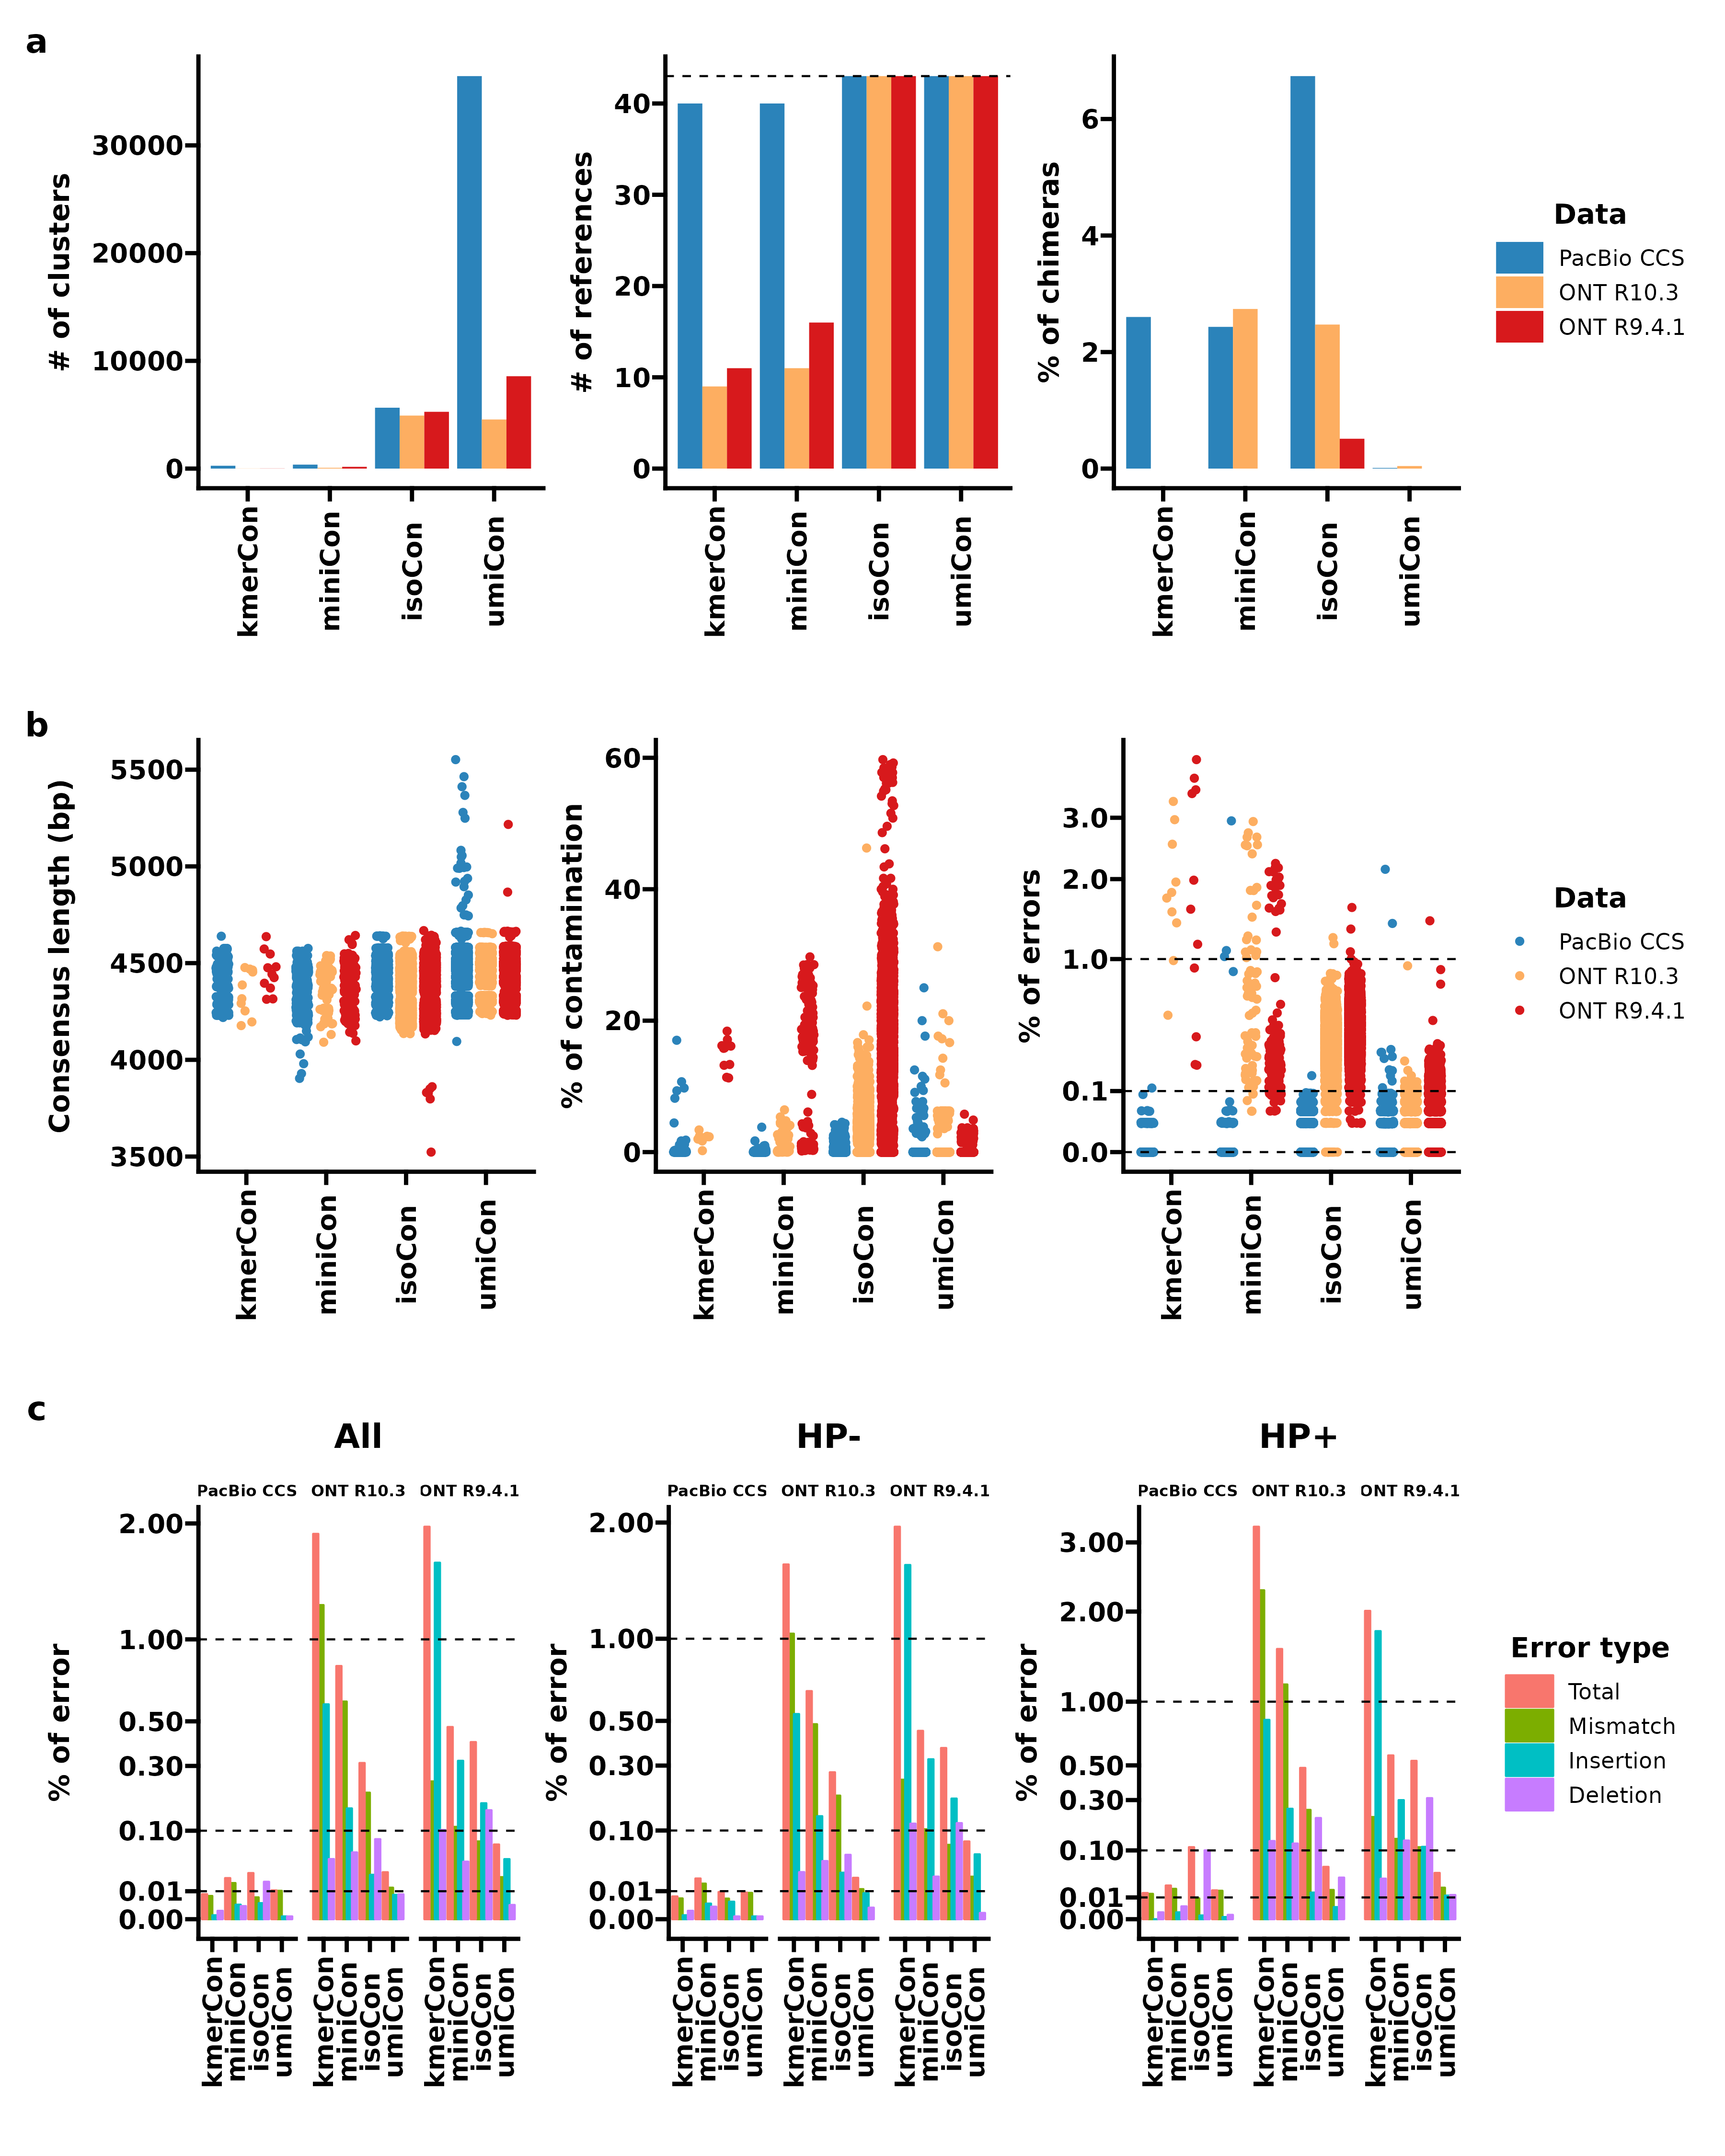 a
# of clusters
30000
20000
10000
0
kmerCon
miniCon
isoCon
umiCon
# of references
40
30
20
10
0
kmerCon
miniCon
isoCon
umiCon
% of chimeras
6
4
2
0
kmerCon
miniCon
isoCon
umiCon
Data
PacBio CCS
ONT R10.3
ONT R9.4.1
b
Consensus length (bp)
5500
5000
4500
4000
3500
kmerCon
miniCon
isoCon
umiCon
% of contamination
60
40
20
0
kmerCon
miniCon
isoCon
umiCon
% of errors
3.0
2.0
1.0
0.1
0.0
kmerCon
miniCon
isoCon
umiCon
Data
PacBio CCS
ONT R10.3
ONT R9.4.1
c
All
PacBio CCS ONT R10.3 ONT R9.4.1
% of error
2.00
1.00
0.50
0.30
0.10
0.01
0.00
kmerCon
miniCon
isoCon
umiCon
kmerCon
miniCon
isoCon
umiCon
kmerCon
miniCon
isoCon
umiCon
HP-
PacBio CCS ONT R10.3 ONT R9.4.1
% of error
2.00
1.00
0.50
0.30
0.10
0.01
0.00
kmerCon
miniCon
isoCon
umiCon
kmerCon
miniCon
isoCon
umiCon
kmerCon
miniCon
isoCon
umiCon
HP+
PacBio CCS ONT R10.3 ONT R9.4.1
% of error
3.00
2.00
1.00
0.50
0.30
0.10
0.01
0.00
kmerCon
miniCon
isoCon
umiCon
kmerCon
miniCon
isoCon
umiCon
kmerCon
miniCon
isoCon
umiCon
Error type
Total
Mismatch
Insertion
Deletion